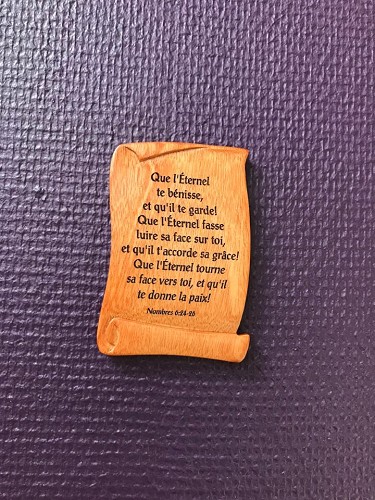 Que l'Éternel
te bénisse,
et qu'il te garde!
Que l'Éternel fasse
luire sa face sur toi,
et qu'il t'accorde sa grâce!
Que l'Éternel tourne
sa face vers toi, et qu'il
te donne la paix!
Nombres 6:24-26